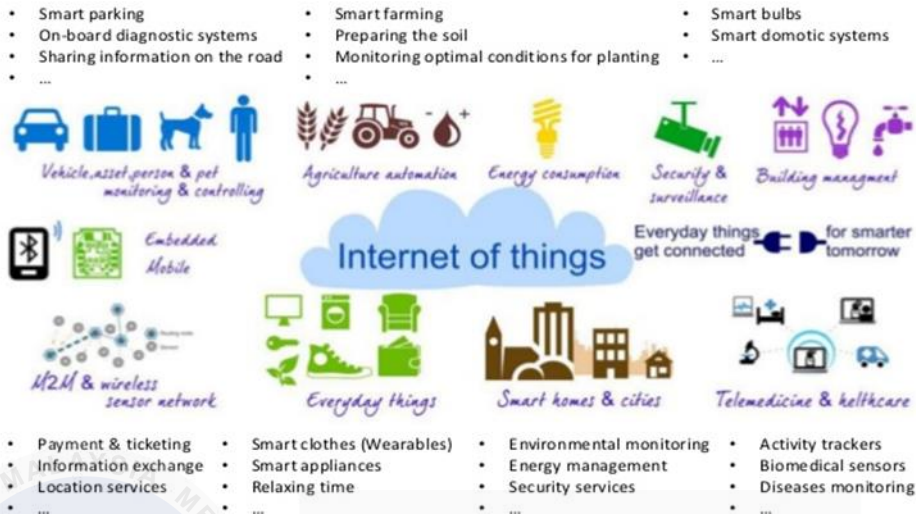 • Smart parking
• On-board diagnostic systems
• Sharing information on the road
• ...
• Smart farming
• Preparing the soil
• Monitoring optimal conditions for planting
• ...
• Smart bulbs
• Smart domotic systems
• ...
Vehicle,asset,person & pet
monitoring & controlling
Agriculture automation
Energy consumption
Security &
surveillance
Building managment
Embedded
Mobile
Internet of things
Everyday things
get connected
for smarter
tomorrow
Routing node
Sensor
M2M & wireless
sensor network
Everyday things
Smart homes & cities
Telemedicine & helthcare
• Payment & ticketing
• Information exchange
• Location services
• ...
• Smart clothes (Wearables)
• Smart appliances
• Relaxing time
• ...
• Environmental monitoring
• Energy management
• Security services
• ...
• Activity trackers
• Biomedical sensors
• Diseases monitoring
• ...
MALAYSIA